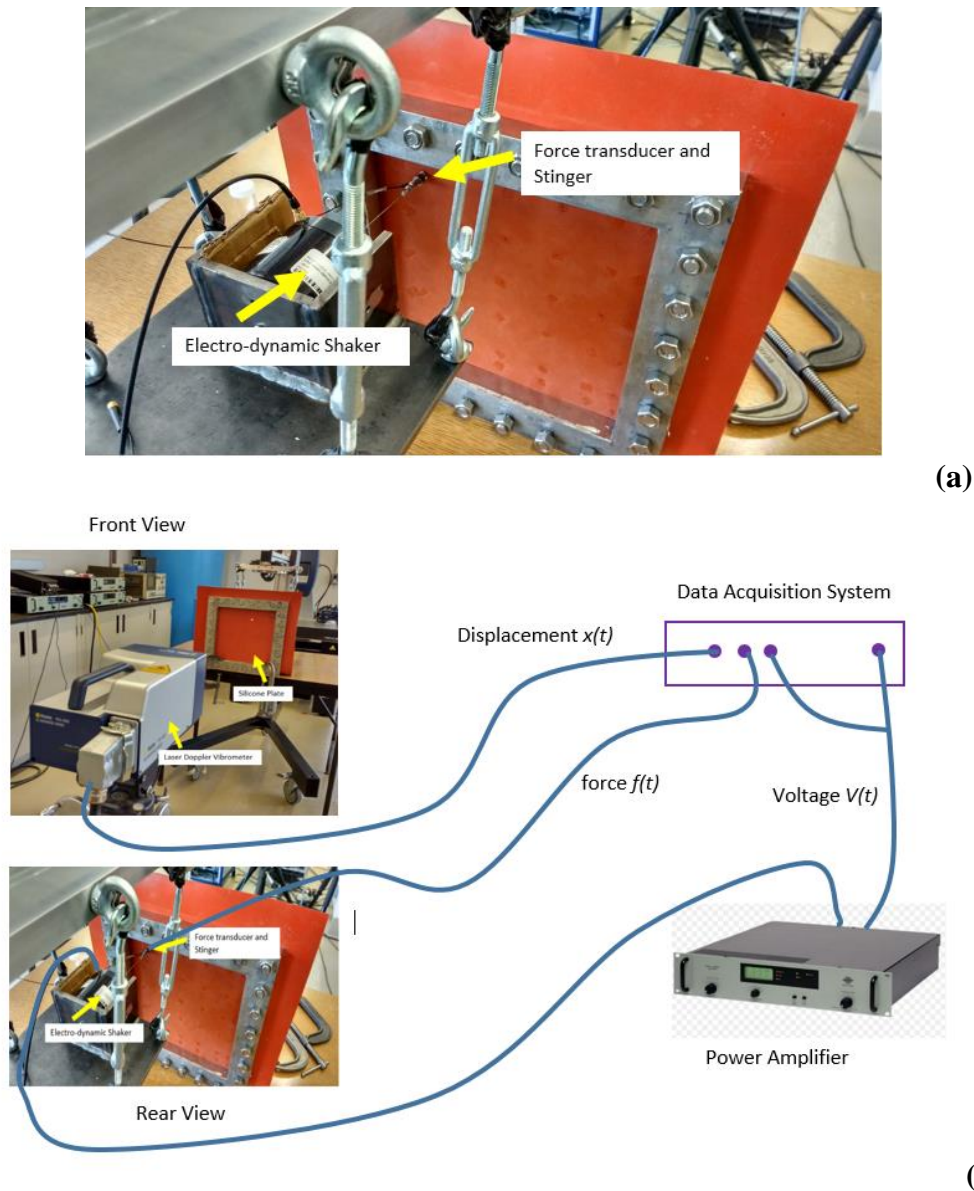 Force transducer and
Stinger
Electro-dynamic Shaker
(a)
Front View
Data Acquisition System
Displacement x(t)
Silicone Plate
Laser Doppler Vibrometer
force f(t)
Voltage V(t)
Force transducer and
Stinger
Electro-dynamic Shaker
Power Amplifier
Rear View
(